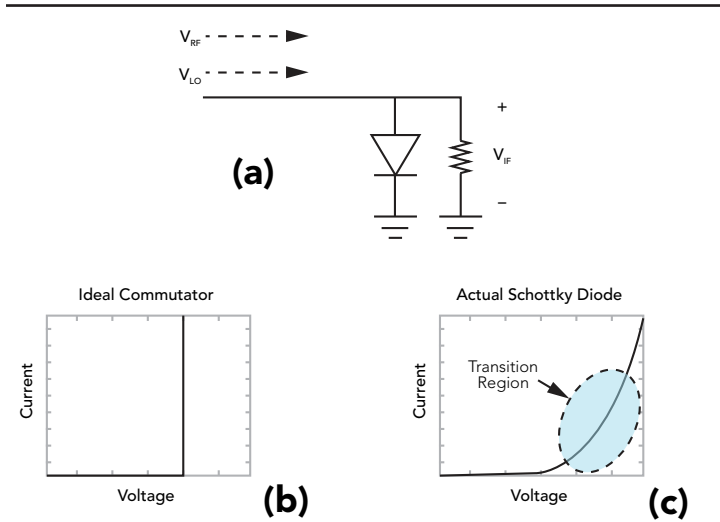 V_RF
V_LO
+
V_IF
–
(a)
Ideal Commutator
Current
Voltage
(b)
Actual Schottky Diode
Transition
Region
Current
Voltage
(c)